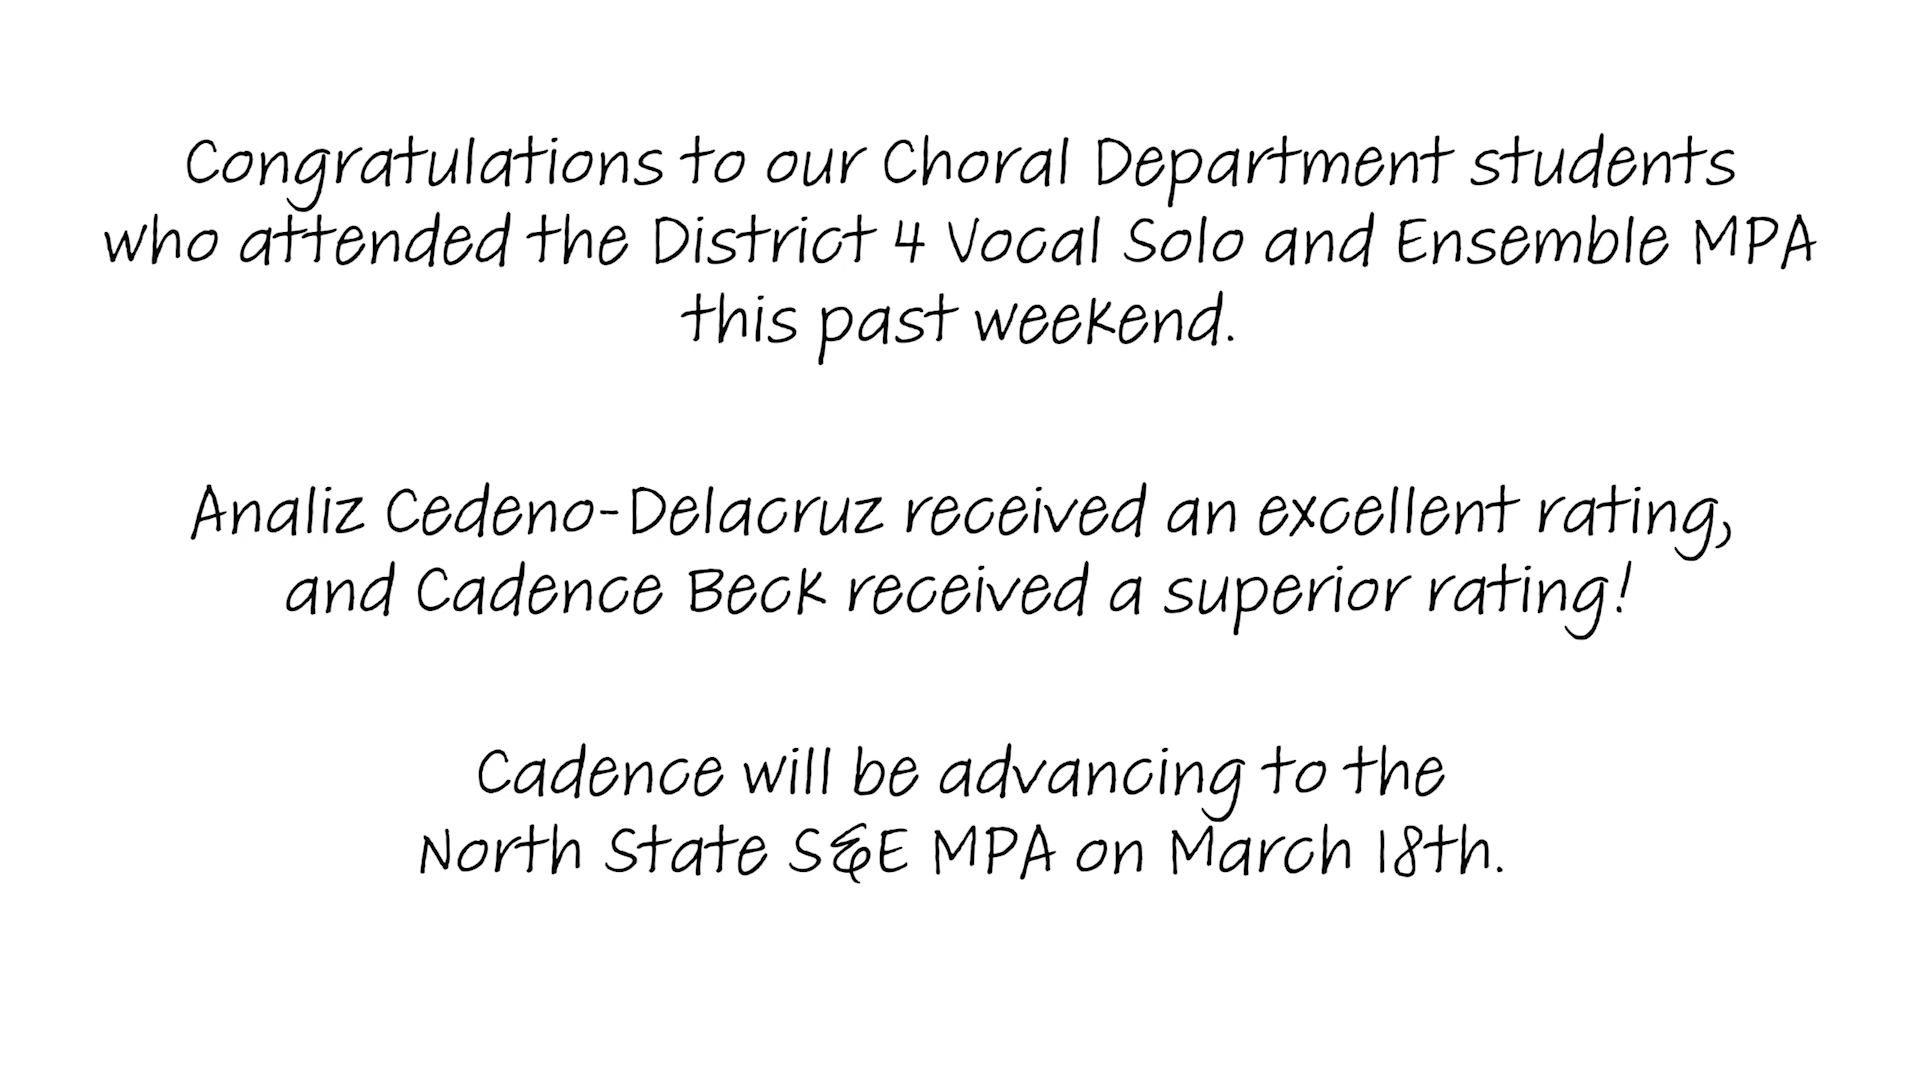 Congratulations to our Choral Department students
who attended the District 4 Vocal Solo and Ensemble MPA
this past weekend.
Analiz Cedeno-Delacruz received an excellent rating,
and Cadence Beck received a superior rating!
Cadence will be advancing to the
North State S&E MPA on March 18th.